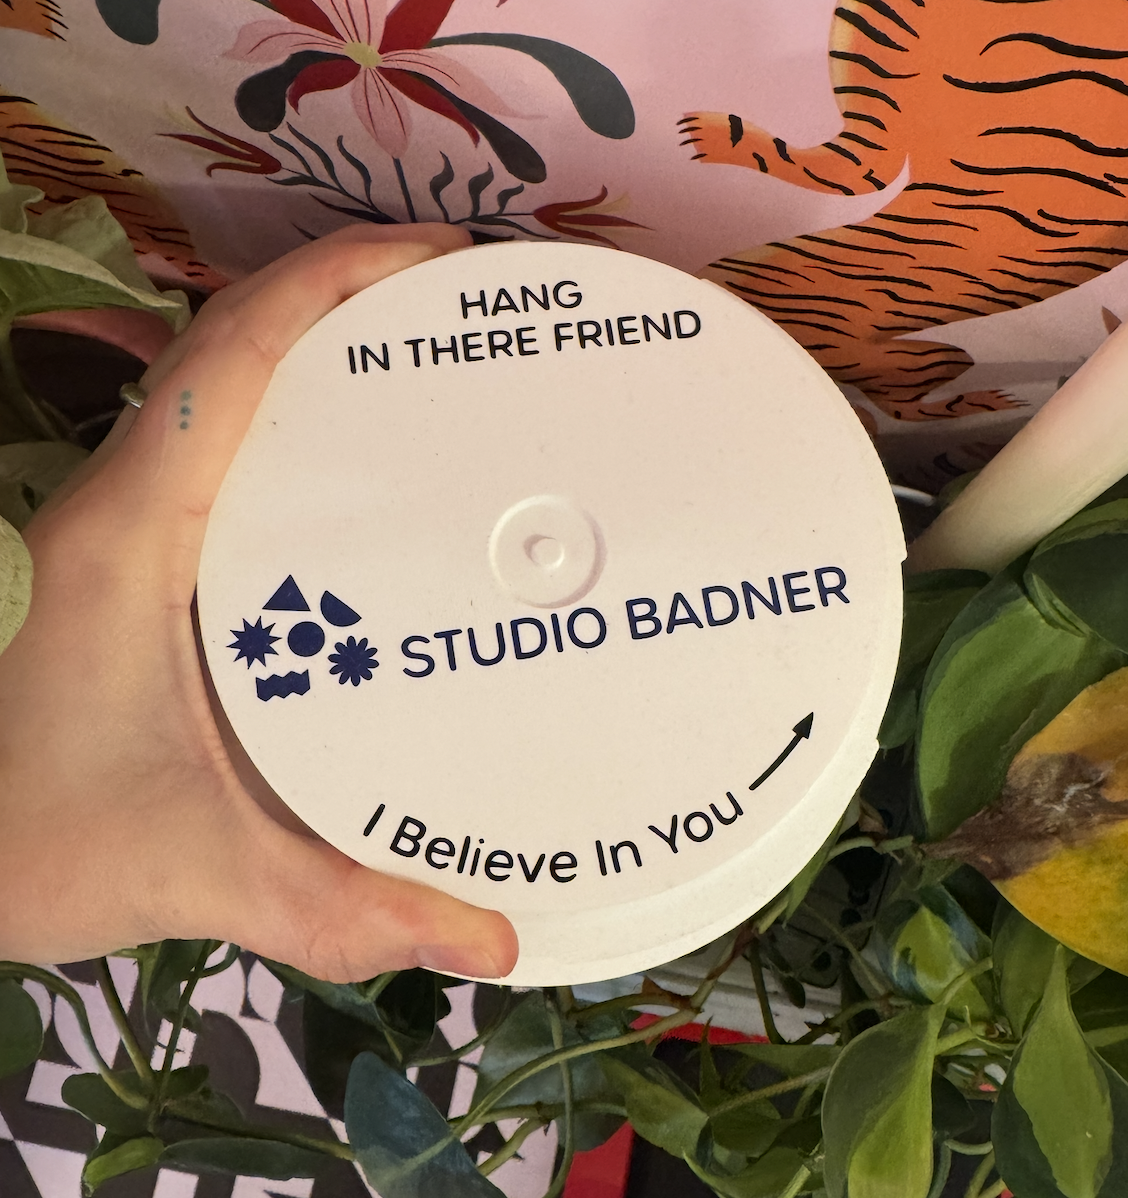 HANG
IN THERE FRIEND
STUDIO BADNER
I Believe In You